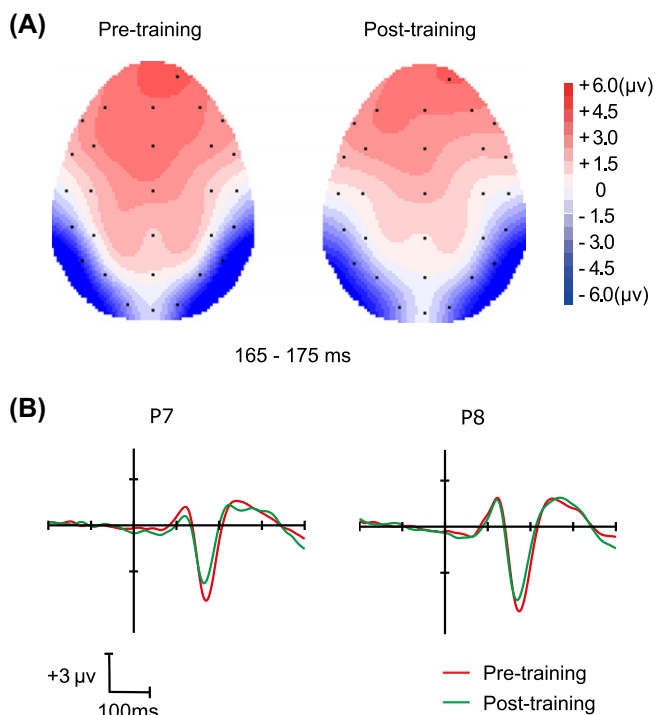 (A)
Pre-training
Post-training
+6.0(μv)
+4.5
+3.0
+1.5
0
- 1.5
- 3.0
- 4.5
- 6.0(μv)
165 - 175 ms
(B)
P7
P8
+3 μv
100ms
Pre-training
Post-training